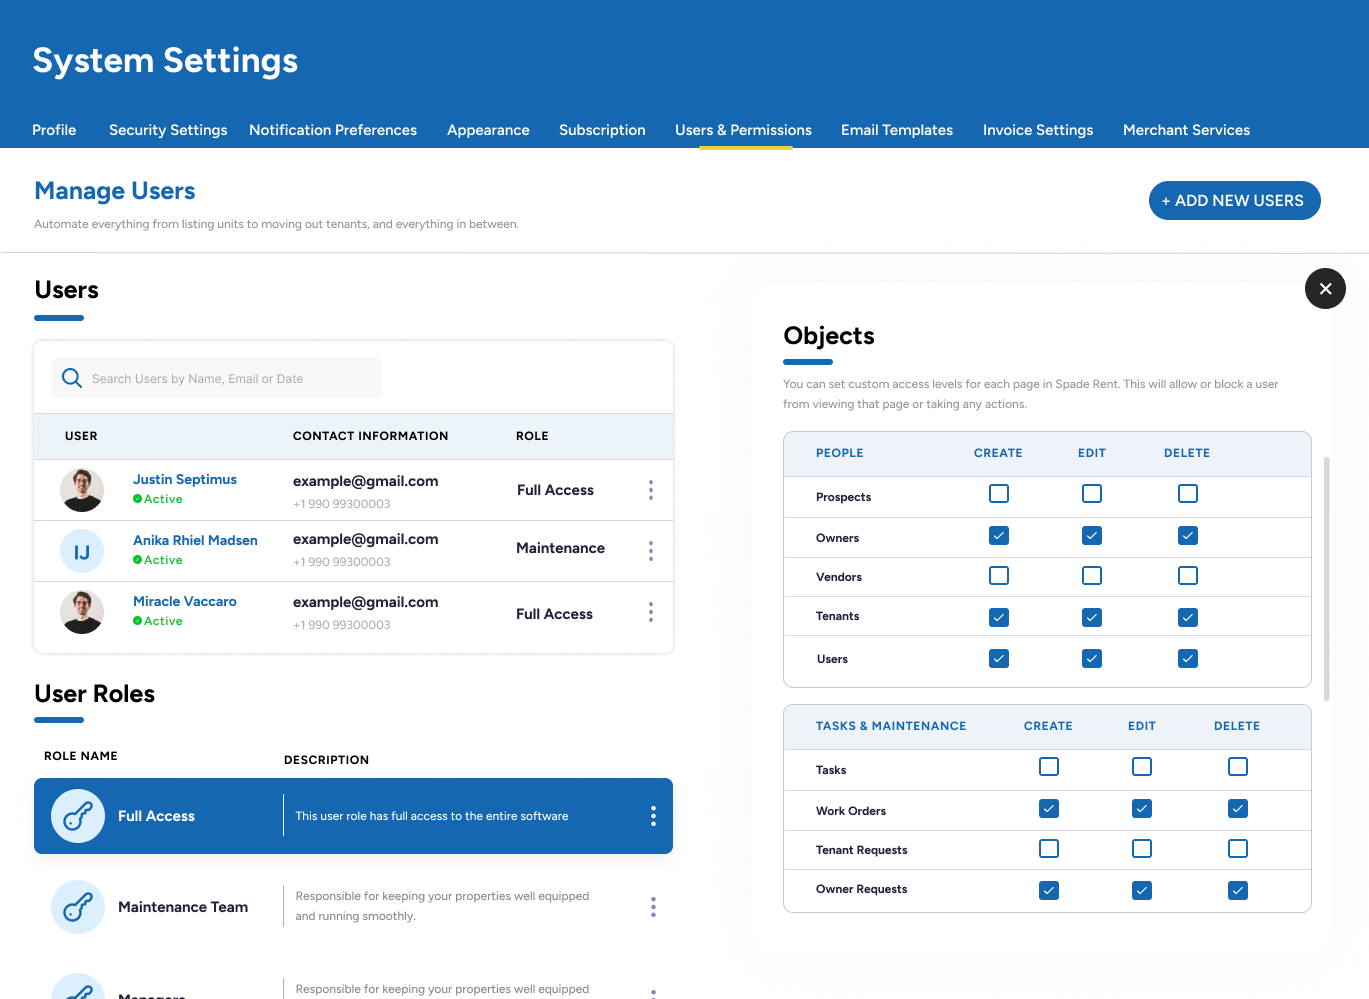 System Settings
Profile Security Settings Notification Preferences Appearance Subscription Users & Permissions Email Templates Invoice Settings Merchant Services
Manage Users
Automate everything from listing units to moving out tenants, and everything in between.
+ ADD NEW USERS
Users
Search Users by Name, Email or Date
USER CONTACT INFORMATION ROLE
Justin Septimus
Active
example@gmail.com
+1 990 99300003
Full Access
IJ
Anika Rhiel Madsen
Active
example@gmail.com
+1 990 99300003
Maintenance
Miracle Vaccaro
Active
example@gmail.com
+1 990 99300003
Full Access
User Roles
ROLE NAME DESCRIPTION
Full Access
This user role has full access to the entire software
Maintenance Team
Responsible for keeping your properties well equipped
and running smoothly.
Managers
Responsible for keeping your properties well equipped
Objects
You can set custom access levels for each page in Spade Rent. This will allow or block a user
from viewing that page or taking any actions.
PEOPLE CREATE EDIT DELETE
Prospects
Owners
Vendors
Tenants
Users
TASKS & MAINTENANCE CREATE EDIT DELETE
Tasks
Work Orders
Tenant Requests
Owner Requests